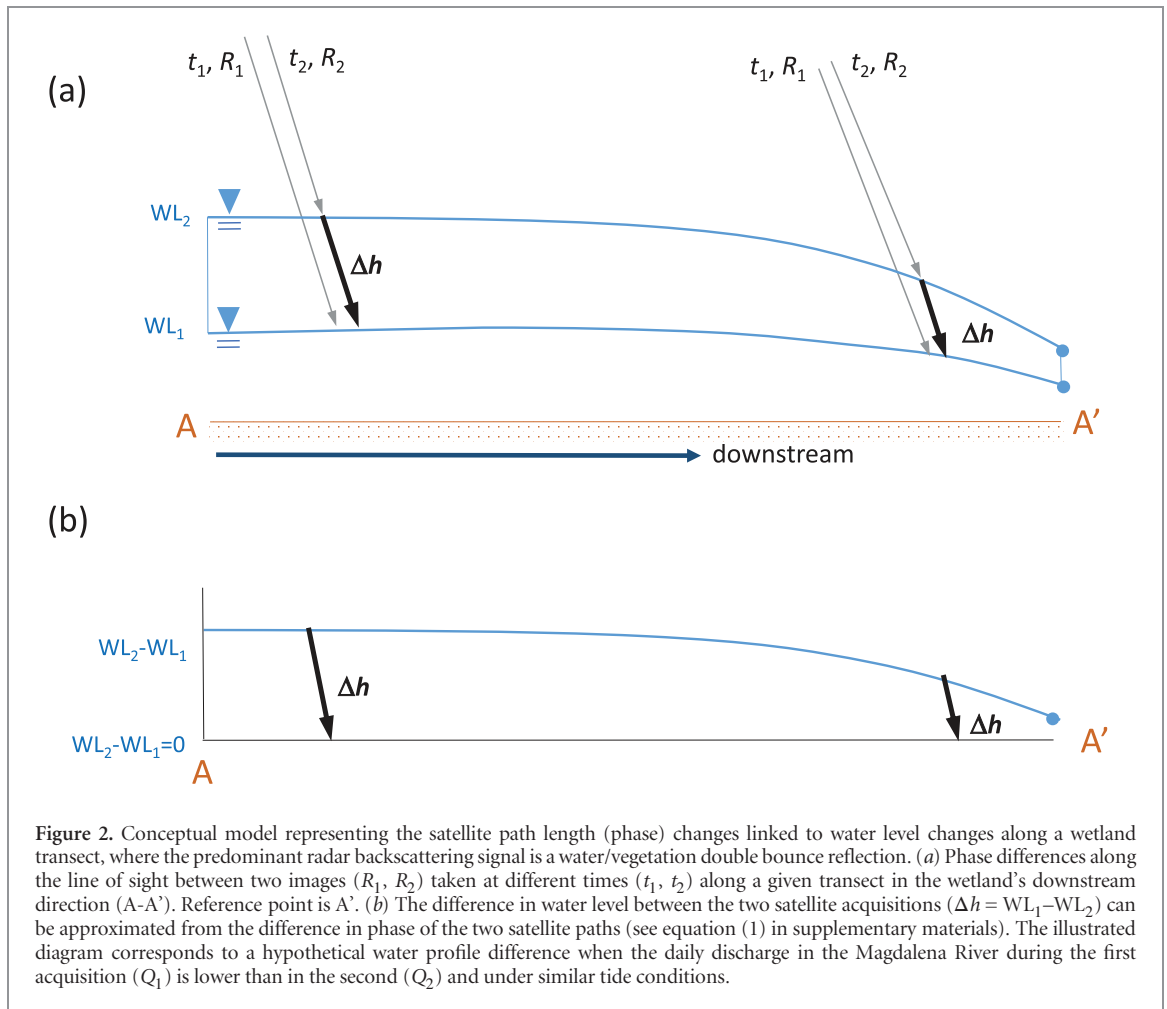 (a)
t1, R1
t2, R2
t1, R1
t2, R2
WL2
Δh
WL1
Δh
A
A’
downstream
(b)
WL2-WL1
Δh
Δh
WL2-WL1=0
A’
A
Figure 2. Conceptual model representing the satellite path length (phase) changes linked to water level changes along a wetland
transect, where the predominant radar backscattering signal is a water/vegetation double bounce reflection. (a) Phase differences along
the line of sight between two images (R1, R2) taken at different times (t1, t2) along a given transect in the wetland’s downstream
direction (A-A’). Reference point is A’. (b) The difference in water level between the two satellite acquisitions (Δh = WL1–WL2) can
be approximated from the difference in phase of the two satellite paths (see equation (1) in supplementary materials). The illustrated
diagram corresponds to a hypothetical water profile difference when the daily discharge in the Magdalena River during the first
acquisition (Q1) is lower than in the second (Q2) and under similar tide conditions.